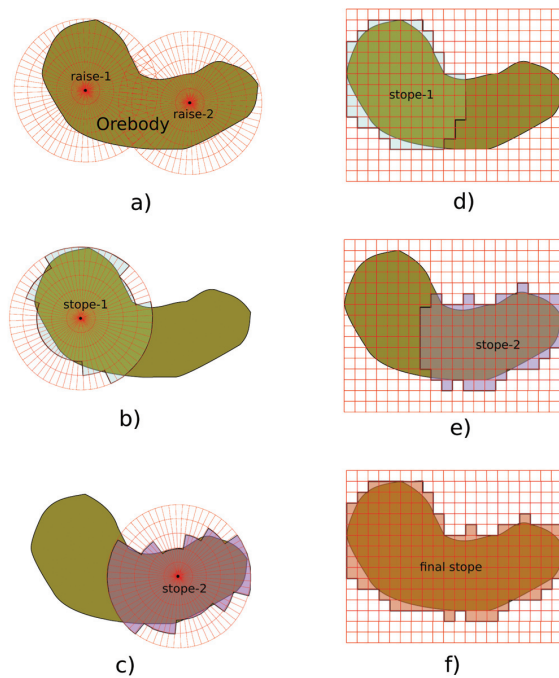 raise-1
raise-2
Orebody
a)
stope-1
d)
stope-1
b)
stope-2
e)
stope-2
c)
final stope
f)